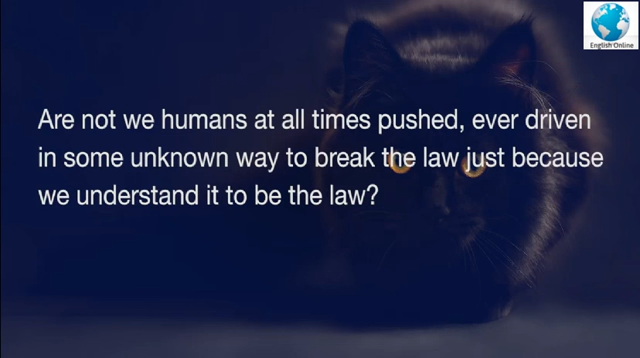 English Online
Are not we humans at all times pushed, ever driven
in some unknown way to break the law just because
we understand it to be the law?